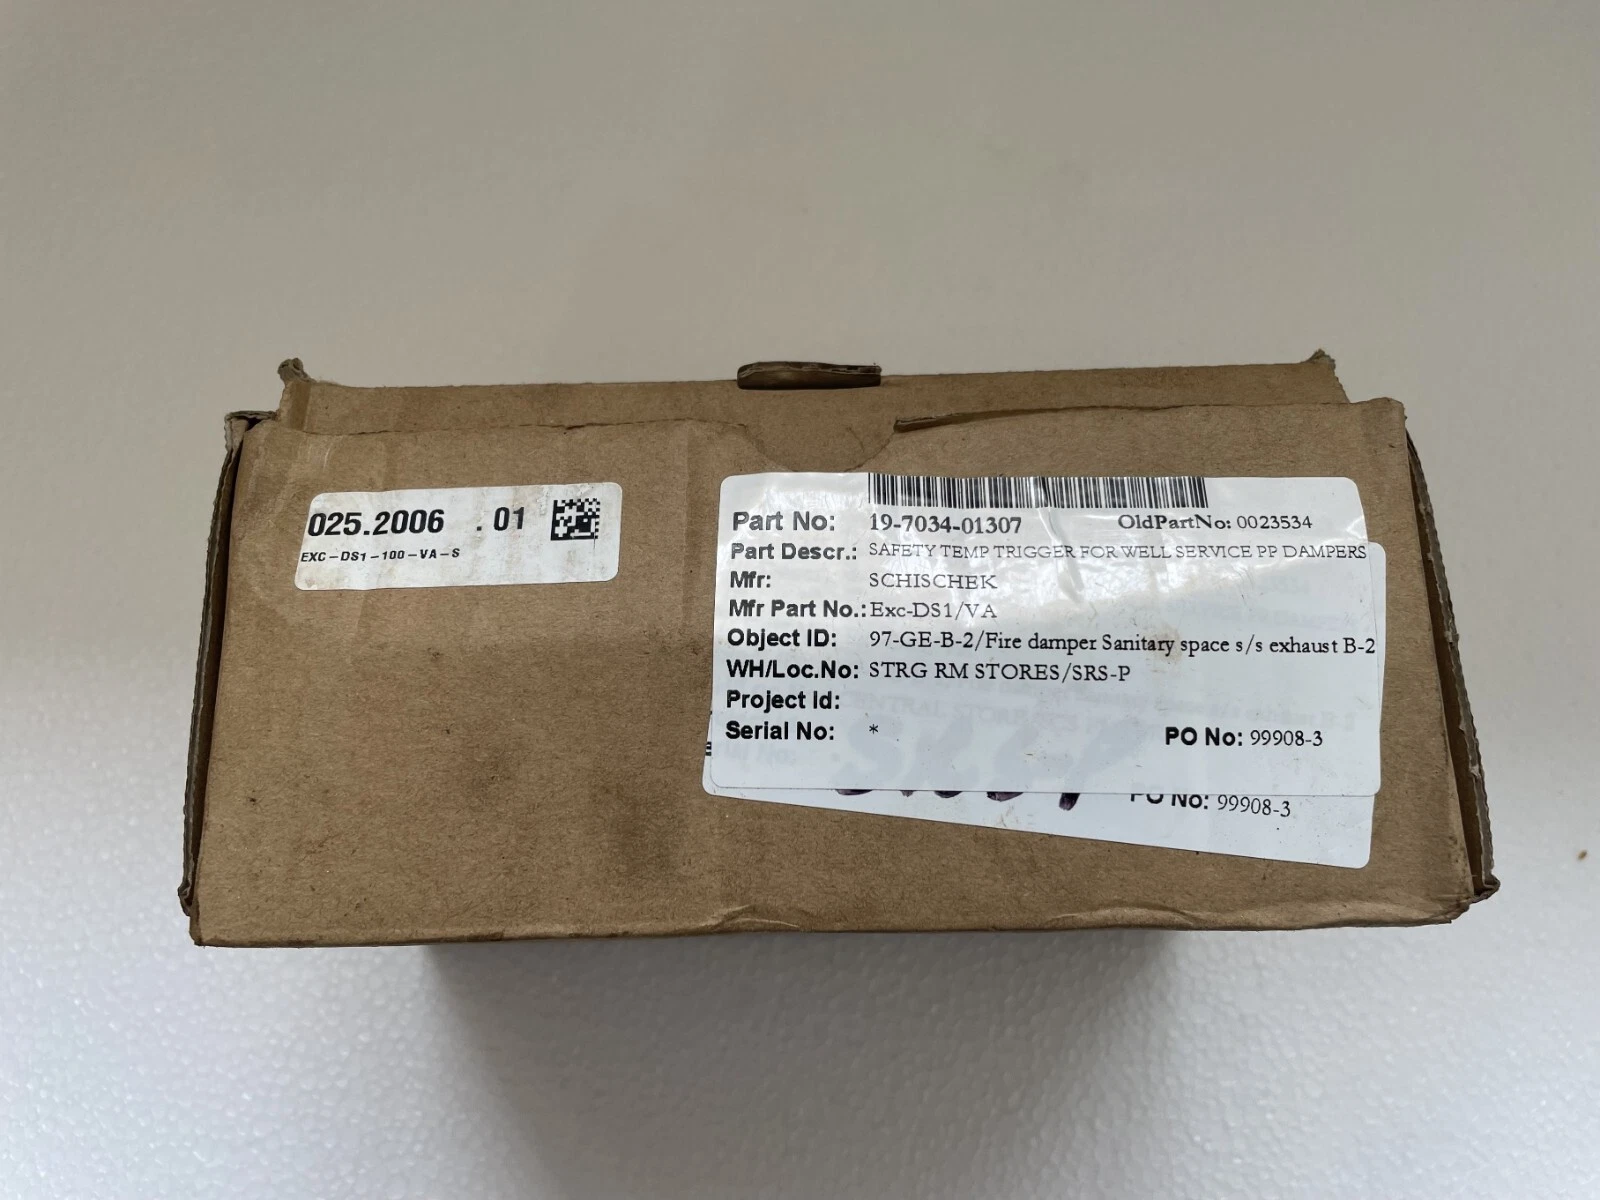 025.2006 .01
EXC-DS1-100-VA-S
Part No: 19-7034-01307 OldPartNo: 0023534
Part Descr.: SAFETY TEMP TRIGGER FOR WELL SERVICE PP DAMPERS
Mfr: SCHISCHEK
Mfr Part No.: Exc-DS1/VA
Object ID: 97-GE-B-2/Fire damper Sanitary space s/s exhaust B-2
WH/Loc.No: STRG RM STORES/SRS-P
Project Id:
Serial No: * PO No: 99908-3
PO No: 99908-3